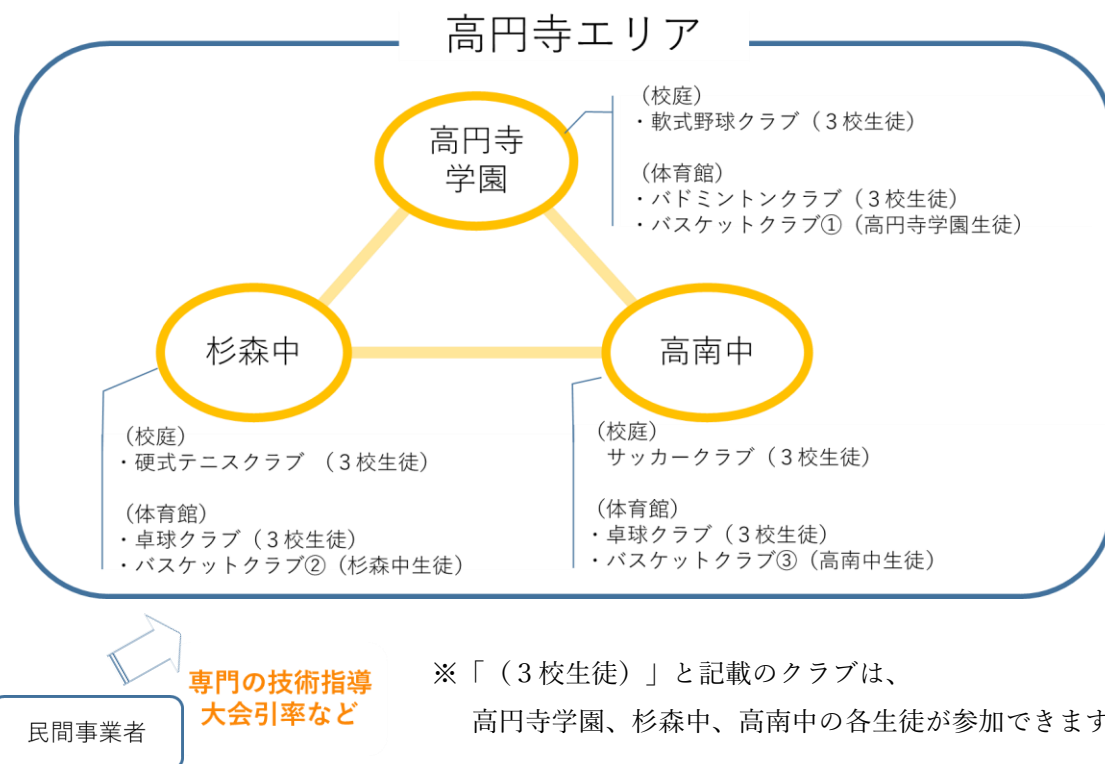 高円寺エリア
高円寺
学園
（校庭）
・軟式野球クラブ（３校生徒）
（体育館）
・バドミントンクラブ（３校生徒）
・バスケットクラブ①（高円寺学園生徒）
杉森中
高南中
（校庭）
・硬式テニスクラブ （３校生徒）
（体育館）
・卓球クラブ（３校生徒）
・バスケットクラブ②（杉森中生徒）
（校庭）
サッカークラブ（３校生徒）
（体育館）
・卓球クラブ（３校生徒）
・バスケットクラブ③（高南中生徒）
専門の技術指導
大会引率など
民間事業者
※「（３校生徒）」と記載のクラブは、
高円寺学園、杉森中、高南中の各生徒が参加できます